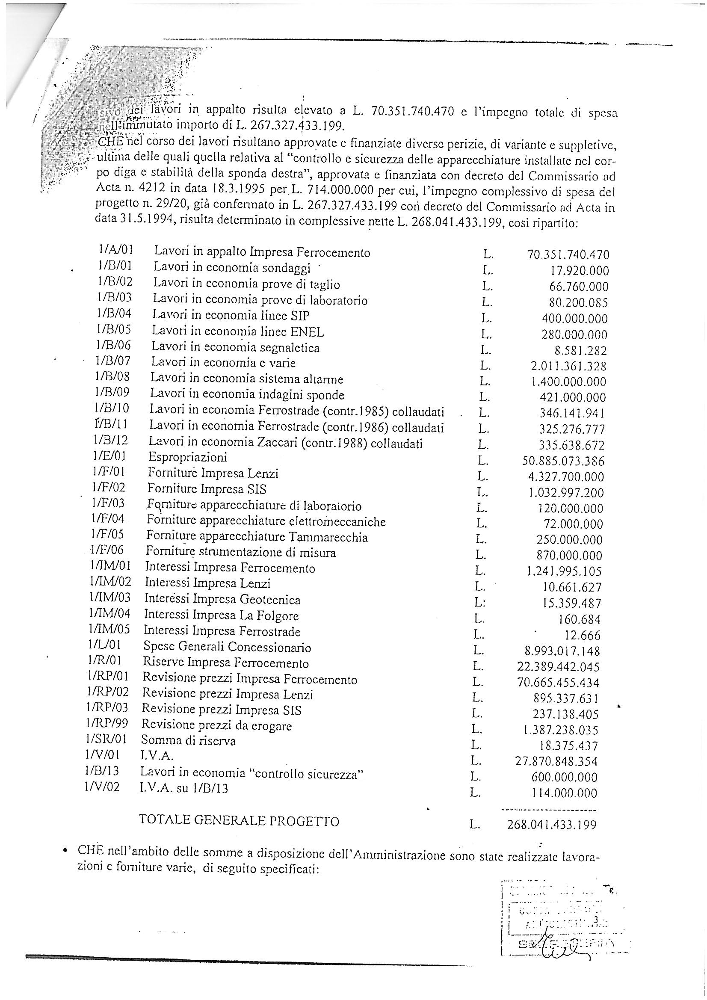 dei lavori in appalto risulta elevato a L. 70.351.740.470 e l'impegno totale di spesa
nell'immutato importo di L. 267.327.433.199.
• CHE nel corso dei lavori risultano approvate e finanziate diverse perizie, di variante e suppletive,
ultima delle quali quella relativa al “controllo e sicurezza delle apparecchiature installate nel cor-
po diga e stabilità della sponda destra”, approvata e finanziata con decreto del Commissario ad
Acta n. 4212 in data 18.3.1995 per L. 714.000.000 per cui, l'impegno complessivo di spesa del
progetto n. 29/20, già confermato in L. 267.327.433.199 con decreto del Commissario ad Acta in
data 31.5.1994, risulta determinato in complessive nette L. 268.041.433.199, così ripartito:
1/A/01 Lavori in appalto Impresa Ferrocemento L. 70.351.740.470
1/B/01 Lavori in economia sondaggi L. 17.920.000
1/B/02 Lavori in economia prove di taglio L. 66.760.000
1/B/03 Lavori in economia prove di laboratorio L. 80.200.085
1/B/04 Lavori in economia linee SIP L. 400.000.000
1/B/05 Lavori in economia linee ENEL L. 280.000.000
1/B/06 Lavori in economia segnaletica L. 8.581.282
1/B/07 Lavori in economia e varie L. 2.011.361.328
1/B/08 Lavori in economia sistema allarme L. 1.400.000.000
1/B/09 Lavori in economia indagini sponde L. 421.000.000
1/B/10 Lavori in economia Ferrostrade (contr.1985) collaudati L. 346.141.941
1/B/11 Lavori in economia Ferrostrade (contr.1986) collaudati L. 325.276.777
1/B/12 Lavori in economia Zaccari (contr.1988) collaudati L. 335.638.672
1/E/01 Espropriazioni L. 50.885.073.386
1/F/01 Forniture Impresa Lenzi L. 4.327.700.000
1/F/02 Forniture Impresa SIS L. 1.032.997.200
1/F/03 Forniture apparecchiature di laboratorio L. 120.000.000
1/F/04 Forniture apparecchiature elettromeccaniche L. 72.000.000
1/F/05 Forniture apparecchiature Tammarecchia L. 250.000.000
1/F/06 Forniture strumentazione di misura L. 870.000.000
1/IM/01 Interessi Impresa Ferrocemento L. 1.241.995.105
1/IM/02 Interessi Impresa Lenzi L. 10.661.627
1/IM/03 Interessi Impresa Geotecnica L. 15.359.487
1/IM/04 Interessi Impresa La Folgore L. 160.684
1/IM/05 Interessi Impresa Ferrostrade L. 12.666
1/L/01 Spese Generali Concessionario L. 8.993.017.148
1/R/01 Riserve Impresa Ferrocemento L. 22.389.442.045
1/RP/01 Revisione prezzi Impresa Ferrocemento L. 70.665.455.434
1/RP/02 Revisione prezzi Impresa Lenzi L. 895.337.631
1/RP/03 Revisione prezzi Impresa SIS L. 237.138.405
1/RP/99 Revisione prezzi da erogare L. 1.387.238.035
1/SR/01 Somma di riserva L. 18.375.437
1/V/01 I.V.A. L. 27.870.848.354
1/B/13 Lavori in economia “controllo sicurezza” L. 600.000.000
1/V/02 I.V.A. su 1/B/13 L. 114.000.000
TOTALE GENERALE PROGETTO L. 268.041.433.199
• CHE nell'ambito delle somme a disposizione dell'Amministrazione sono state realizzate lavora-
zioni e forniture varie, di seguito specificati: